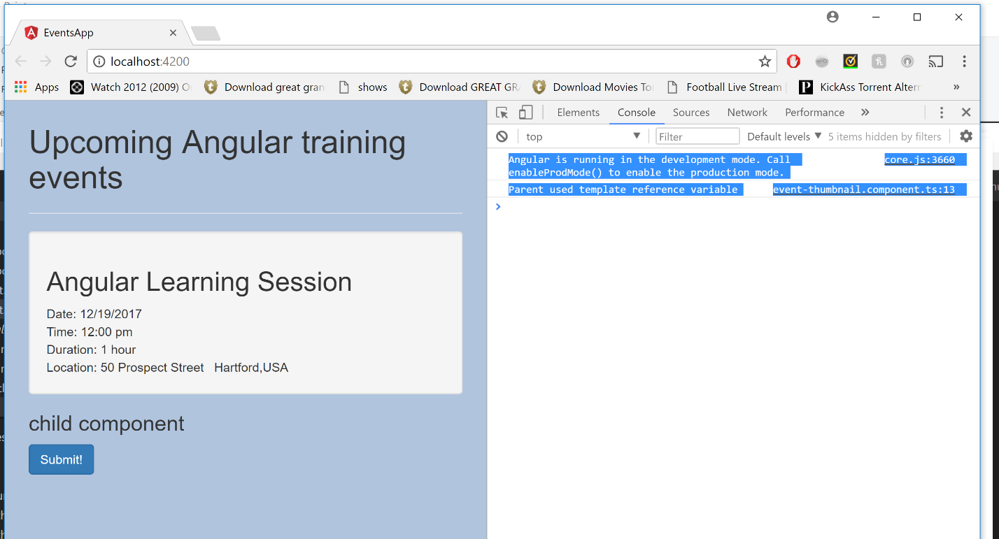 EventsApp
localhost:4200
Apps Watch 2012 (2009) O Download great gran shows Download GREAT GR Download Movies To Football Live Stream KickAss Torrent Altern »
Elements Console Sources Network Performance »
top Filter Default levels 5 items hidden by filters
Angular is running in the development mode. Call core.js:3660
enableProdMode() to enable the production mode.
Parent used template reference variable event-thumbnail.component.ts:13
Upcoming Angular training
events
Angular Learning Session
Date: 12/19/2017
Time: 12:00 pm
Duration: 1 hour
Location: 50 Prospect Street Hartford,USA
child component
Submit!